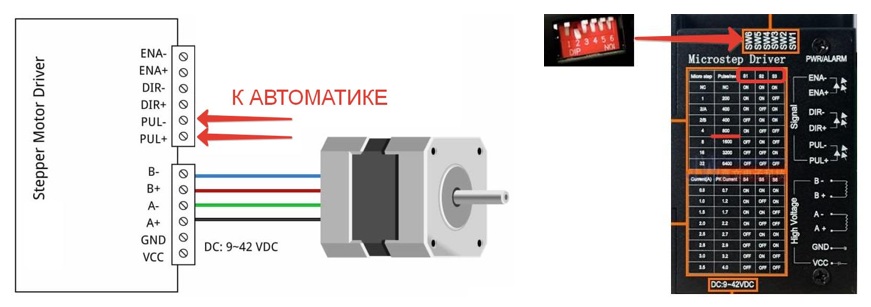 Stepper Motor Driver
ENA-
ENA+
DIR-
DIR+
PUL-
PUL+
К АВТОМАТИКЕ
B-
B+
A-
A+
GND
VCC
DC: 9~42 VDC
1 2 3 4 5 6
DIP
SW6
SW5
SW4
SW3
SW2
SW1
Microstep Driver
PWR/ALARM
Micro step Pulse/rev S1 S2 S3
NC NC ON ON ON
1 200 ON ON OFF
2/A 400 ON OFF ON
2/B 400 OFF ON ON
4 800 ON OFF OFF
8 1600 OFF ON OFF
16 3200 OFF OFF ON
32 6400 OFF OFF OFF
Current(A) PK Current S4 S5 S6
0.5 0.7 ON ON ON
1.0 1.2 ON OFF ON
1.5 1.7 ON ON OFF
2.0 2.2 ON OFF OFF
2.5 2.7 OFF ON ON
2.8 2.9 OFF OFF ON
3.0 3.2 OFF ON OFF
3.5 4.0 OFF OFF OFF
DC:9~42VDC
Signal
ENA-
ENA+
DIR-
DIR+
PUL-
PUL+
High Voltage
B -
B +
A -
A +
GND
VCC